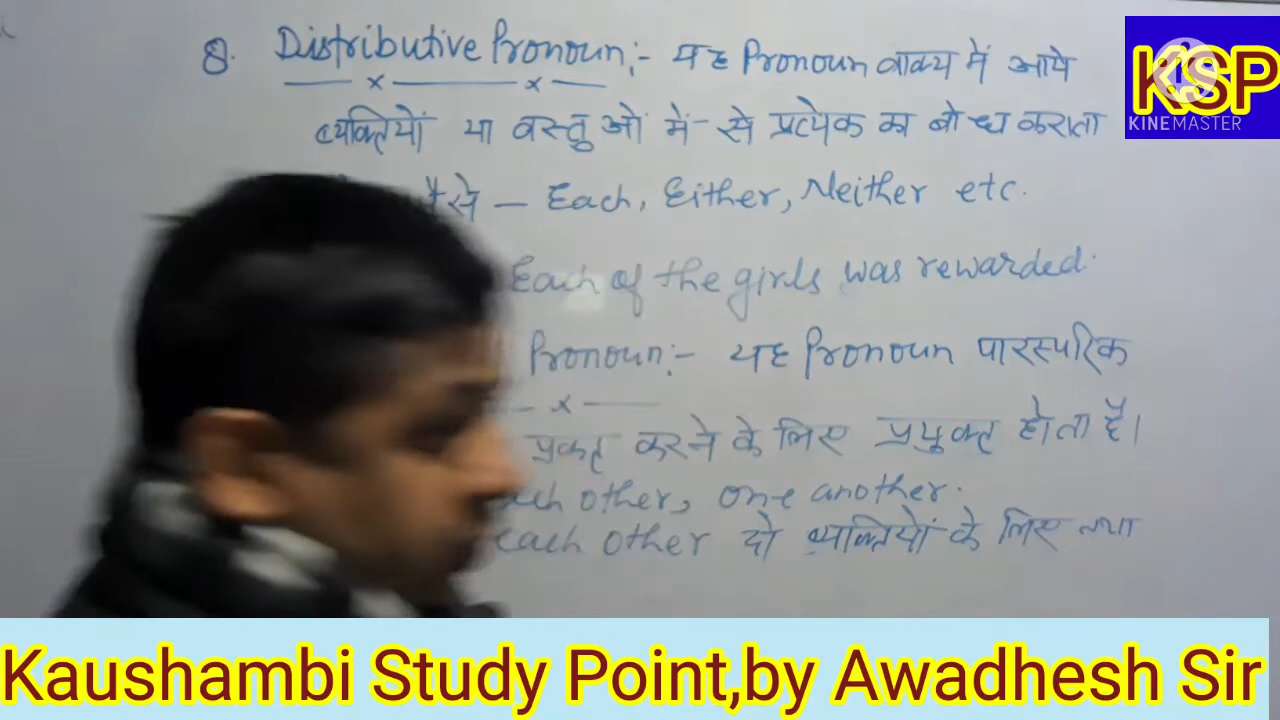 8. Distributive Pronoun :- यह Pronoun वाक्य में आये
व्यक्तियों या वस्तुओं में से प्रत्येक का बोध कराता
जैसे — Each, Either, Neither etc.
Each of the girls was rewarded.
Pronoun :- यह Pronoun पारस्परिक
प्रकट करने के लिए प्रयुक्त होता है।
other, one another.
each other दो व्यक्तियों के लिए तथा
KSP
KINEMASTER
Kaushambi Study Point,by Awadhesh Sir